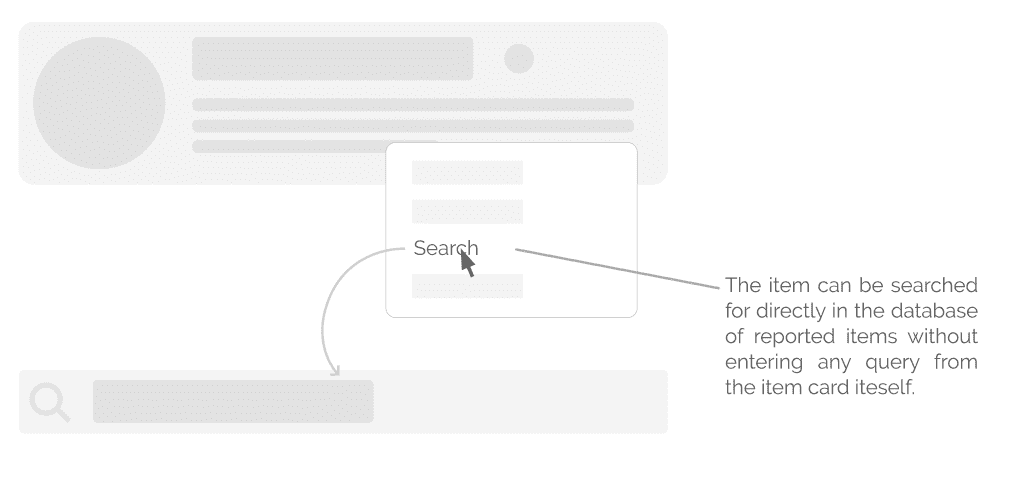 Search
The item can be searched
for directly in the database
of reported items without
entering any query from
the item card iteself.